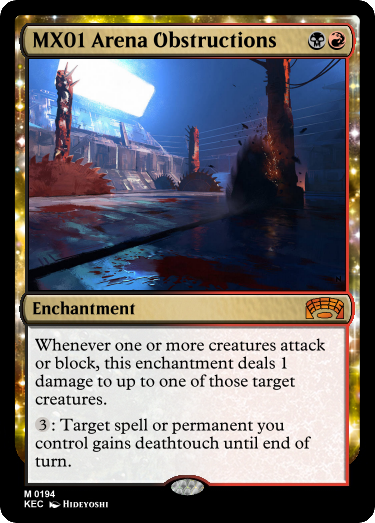 MX01 Arena Obstructions
Enchantment
Whenever one or more creatures attack
or block, this enchantment deals 1
damage to up to one of those target
creatures.
3: Target spell or permanent you
control gains deathtouch until end of
turn.
M 0194
KEC Hideyoshi